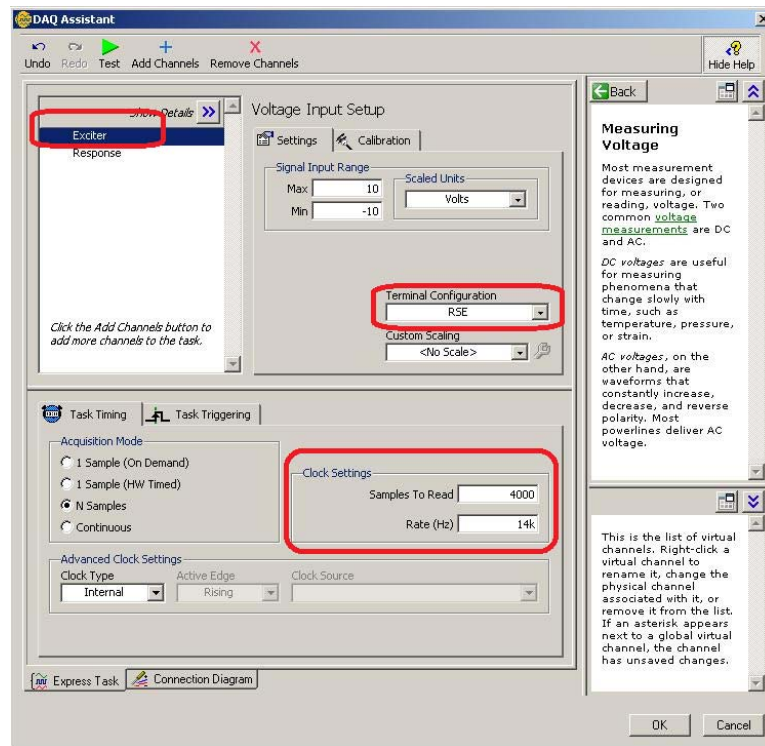 DAQ Assistant
Undo Redo Test Add Channels Remove Channels
Hide Help
Show Details
Exciter
Response
Click the Add Channels button to
add more channels to the task.
Voltage Input Setup
Settings Calibration
Signal Input Range
Max 10
Min -10
Scaled Units
Volts
Terminal Configuration
RSE
Custom Scaling
<No Scale>
Task Timing Task Triggering
Acquisition Mode
1 Sample (On Demand)
1 Sample (HW Timed)
N Samples
Continuous
Clock Settings
Samples To Read 4000
Rate (Hz) 14k
Advanced Clock Settings
Clock Type Active Edge Clock Source
Internal Rising
Express Task Connection Diagram
Back
Measuring
Voltage
Most measurement
devices are designed
for measuring, or
reading, voltage. Two
common voltage
measurements are DC
and AC.
DC voltages are useful
for measuring
phenomena that
change slowly with
time, such as
temperature, pressure,
or strain.
AC voltages, on the
other hand, are
waveforms that
constantly increase,
decrease, and reverse
polarity. Most
powerlines deliver AC
voltage.
This is the list of virtual
channels. Right-click a
virtual channel to
rename it, change the
physical channel
associated with it, or
remove it from the list.
If an asterisk appears
next to a global virtual
channel, the channel
has unsaved changes.
OK Cancel